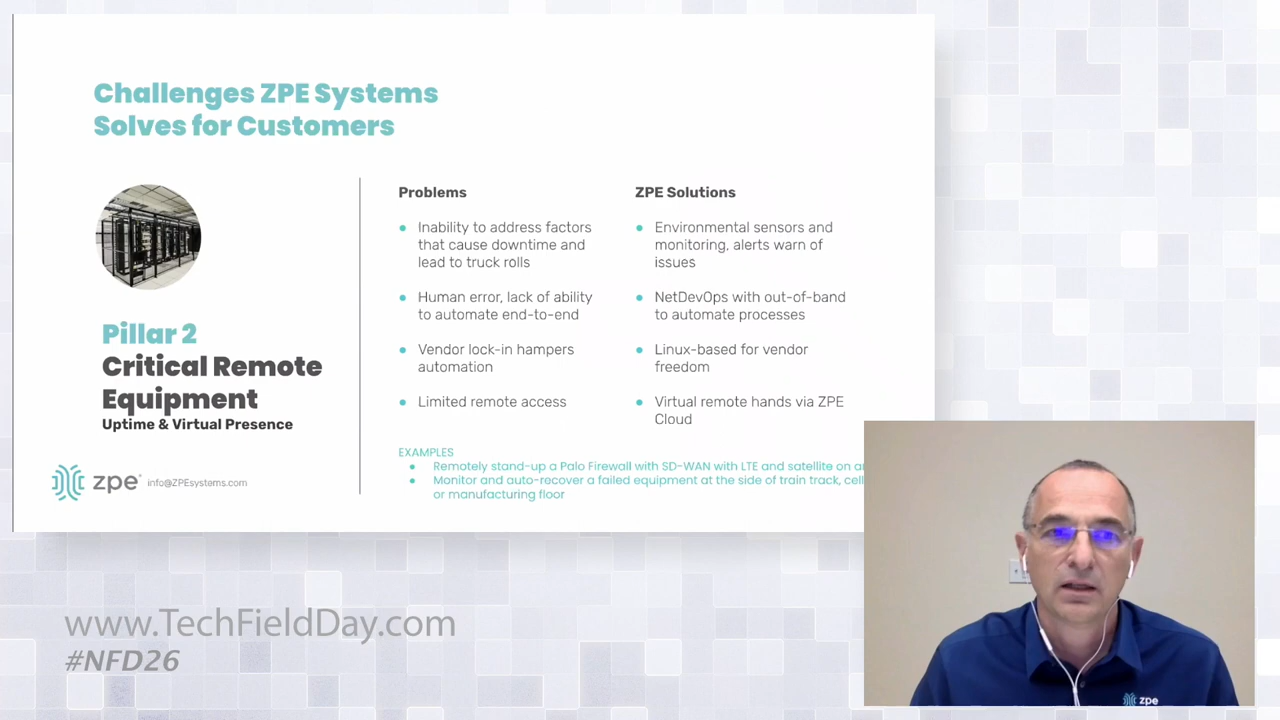 Challenges ZPE Systems
Solves for Customers
Pillar 2
Critical Remote
Equipment
Uptime & Virtual Presence
zpe
info@ZPEsystems.com
Problems
Inability to address factors
that cause downtime and
lead to truck rolls
Human error, lack of ability
to automate end-to-end
Vendor lock-in hampers
automation
Limited remote access
ZPE Solutions
Environmental sensors and
monitoring, alerts warn of
issues
NetDevOps with out-of-band
to automate processes
Linux-based for vendor
freedom
Virtual remote hands via ZPE
Cloud
EXAMPLES
Remotely stand-up a Palo Firewall with SD-WAN with LTE and satellite on
Monitor and auto-recover a failed equipment at the side of train track,
or manufacturing floor
www.TechFieldDay.com
#NFD26
zpe